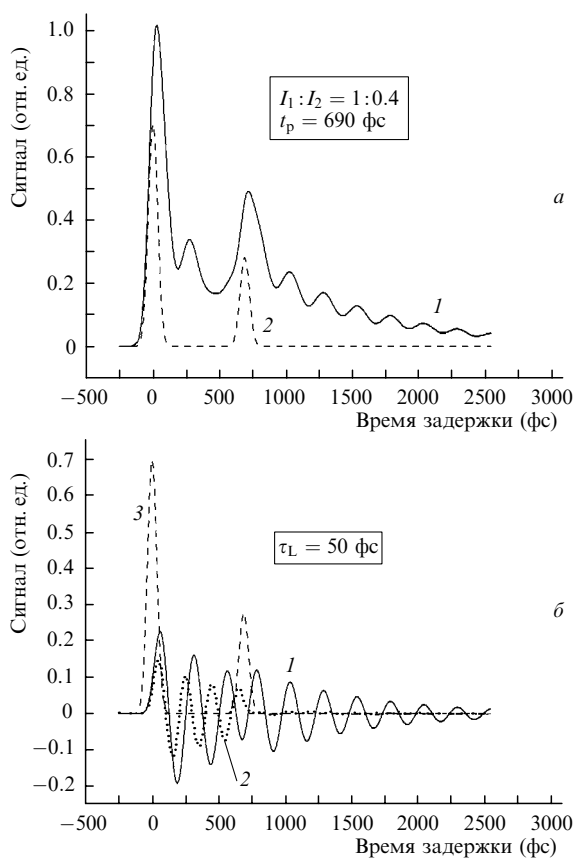 1.0
0.8
0.6
0.4
0.2
0
Сигнал (отн. ед.)
I₁ : I₂ = 1 : 0.4
tₚ = 690 фс
а
1
2
−500 0 500 1000 1500 2000 2500 3000
Время задержки (фс)
0.7
0.6
0.5
0.4
0.3
0.2
0.1
0
−0.1
−0.2
Сигнал (отн. ед.)
3
τL = 50 фс
б
1
2
−500 0 500 1000 1500 2000 2500 3000
Время задержки (фс)